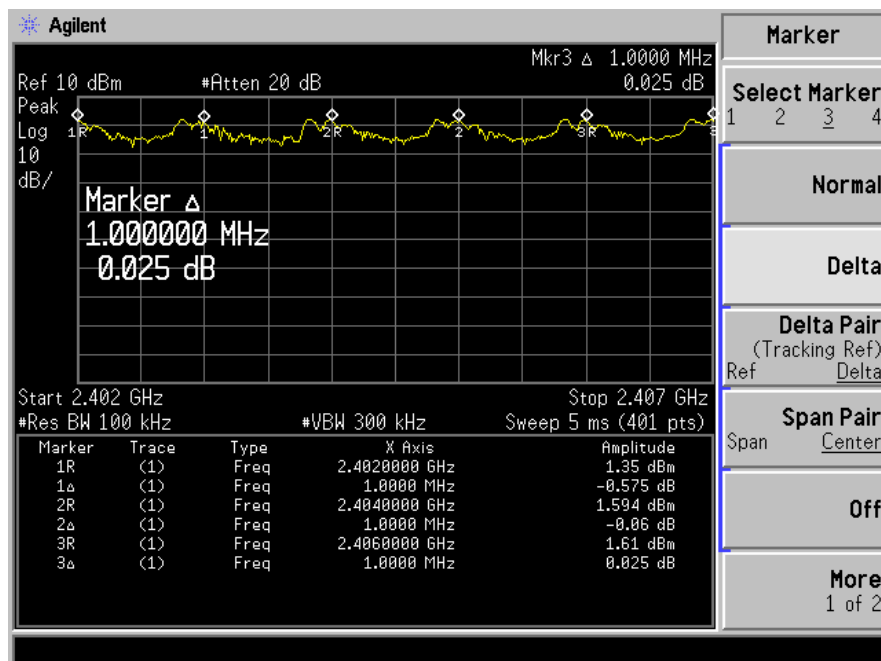 Agilent
Marker
Mkr3 Δ 1.0000 MHz
Ref 10 dBm #Atten 20 dB 0.025 dB
Peak
Log
10
dB/
1R 1 2R 2 3R 3
Marker Δ
1.000000 MHz
0.025 dB
Start 2.402 GHz Stop 2.407 GHz
#Res BW 100 kHz #VBW 300 kHz Sweep 5 ms (401 pts)
Marker Trace Type X Axis Amplitude
1R (1) Freq 2.4020000 GHz 1.35 dBm
1Δ (1) Freq 1.0000 MHz -0.575 dB
2R (1) Freq 2.4040000 GHz 1.594 dBm
2Δ (1) Freq 1.0000 MHz -0.06 dB
3R (1) Freq 2.4060000 GHz 1.61 dBm
3Δ (1) Freq 1.0000 MHz 0.025 dB
Select Marker
1 2 3 4
Normal
Delta
Delta Pair
(Tracking Ref)
Ref Delta
Span Pair
Span Center
Off
More
1 of 2